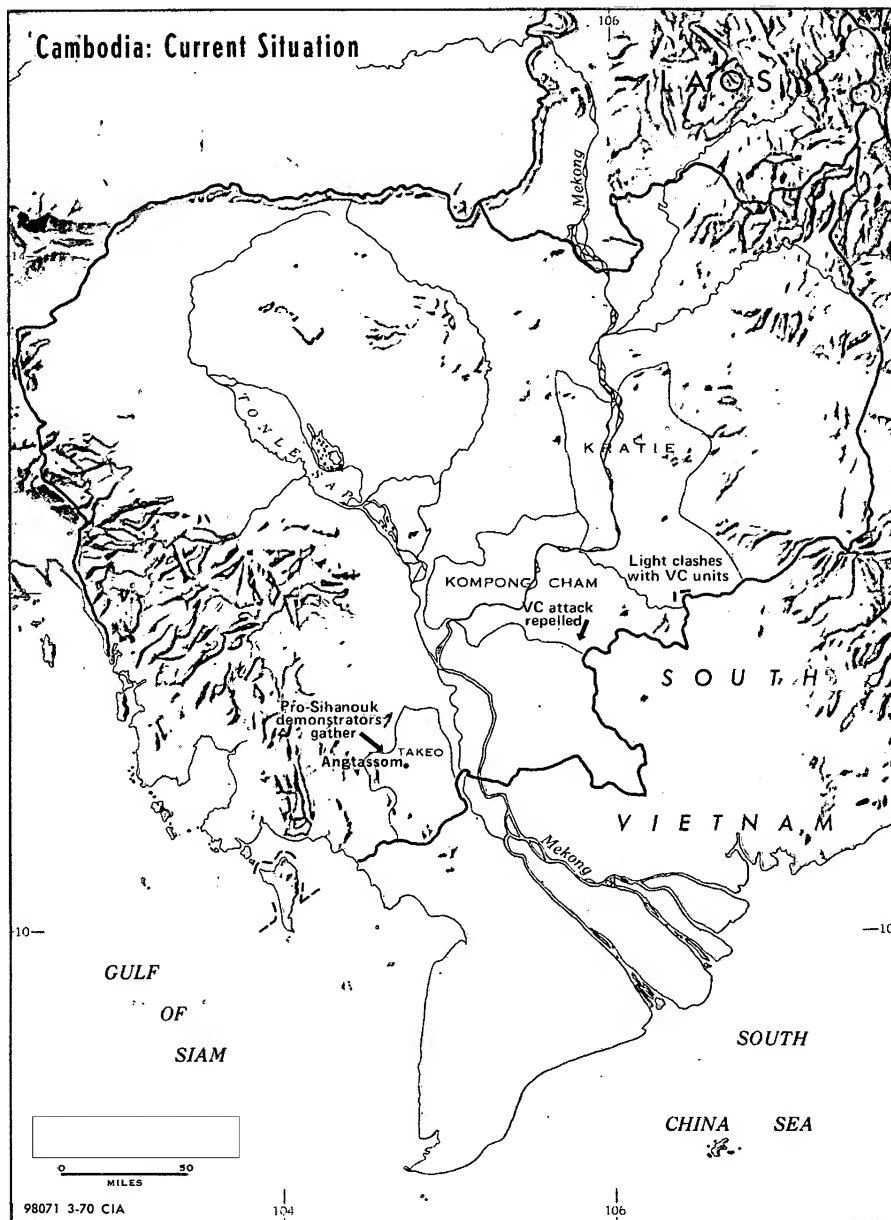 Cambodia: Current Situation
106
LAOS
Mekong
14
TONLE SAP
KRATIE
KOMPONG CHAM
Light clashes
with VC units
VC attack
repelled
SOUTH
Pro-Sihanouk
demonstrators
gather
TAKEO
Angtassom
VIETNAM
Mekong
10
10
GULF
OF
SIAM
SOUTH
CHINA SEA
0 50
MILES
98071 3-70 CIA
104
106